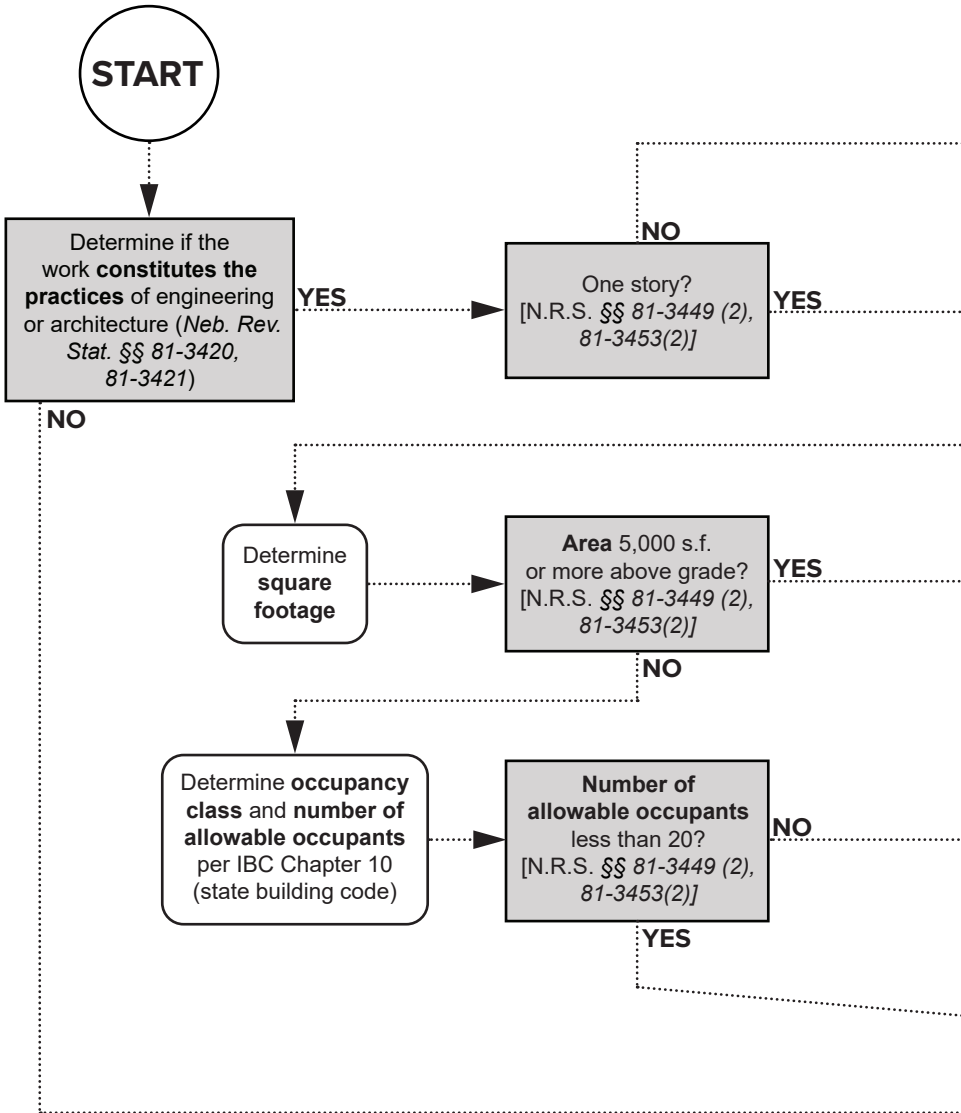 START
Determine if the
work constitutes the
practices of engineering
or architecture (Neb. Rev.
Stat. §§ 81-3420,
81-3421)
YES
NO
NO
One story?
[N.R.S. §§ 81-3449 (2),
81-3453(2)]
YES
Determine
square
footage
Area 5,000 s.f.
or more above grade?
[N.R.S. §§ 81-3449 (2),
81-3453(2)]
YES
NO
Determine occupancy
class and number of
allowable occupants
per IBC Chapter 10
(state building code)
Number of
allowable occupants
less than 20?
[N.R.S. §§ 81-3449 (2),
81-3453(2)]
NO
YES